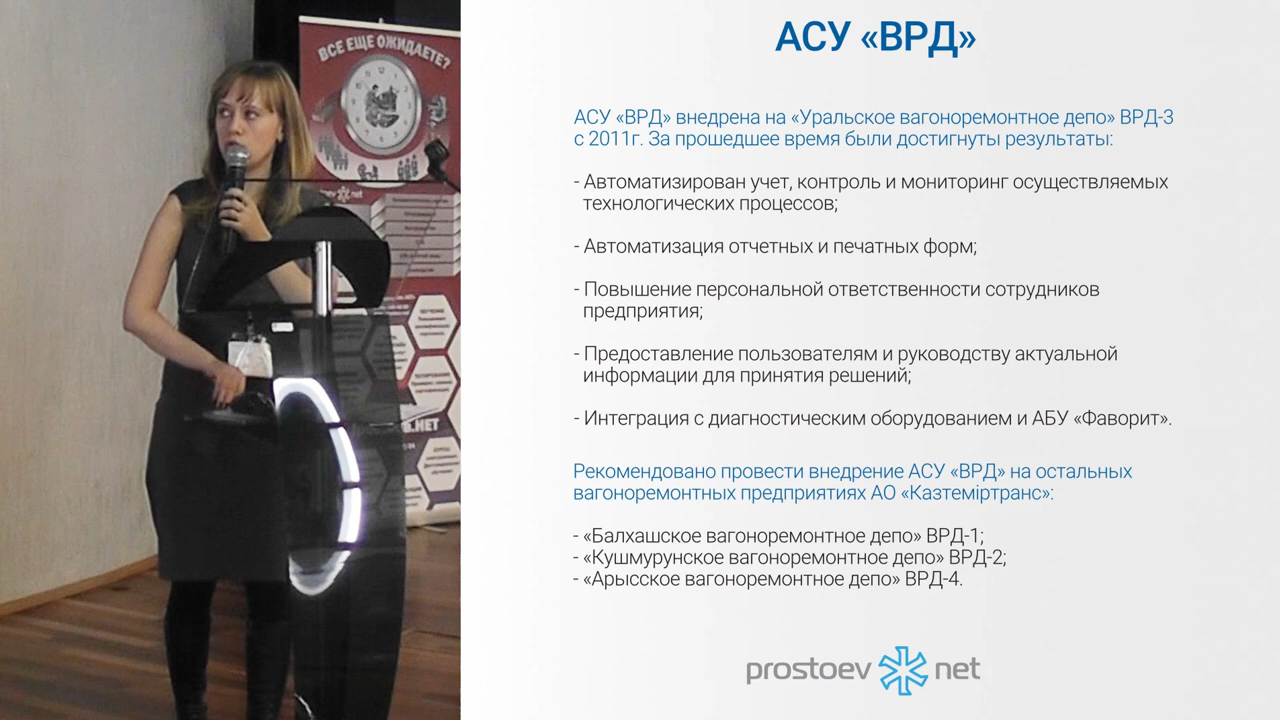 ВСЕ ЕЩЕ ОЖИДАЕТЕ?
АСУ «ВРД»
АСУ «ВРД» внедрена на «Уральское вагоноремонтное депо» ВРД-3
с 2011г. За прошедшее время были достигнуты результаты:
- Автоматизирован учет, контроль и мониторинг осуществляемых
технологических процессов;
- Автоматизация отчетных и печатных форм;
- Повышение персональной ответственности сотрудников
предприятия;
- Предоставление пользователям и руководству актуальной
информации для принятия решений;
- Интеграция с диагностическим оборудованием и АБУ «Фаворит».
Рекомендовано провести внедрение АСУ «ВРД» на остальных
вагоноремонтных предприятиях АО «Казтеміртранс»:
- «Балхашское вагоноремонтное депо» ВРД-1;
- «Кушмурунское вагоноремонтное депо» ВРД-2;
- «Арысское вагоноремонтное депо» ВРД-4.
prostoev net